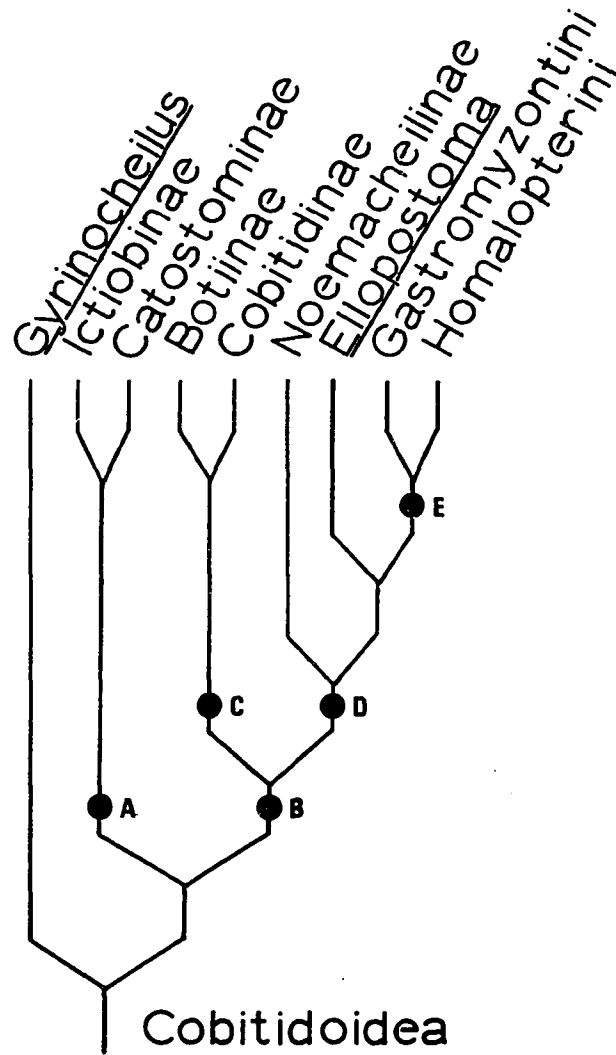 Gyrinocheilus
Ictiobinae
Catostominae
Botiinae
Cobitidinae
Noemacheilinae
Ellopostoma
Gastromyzontini
Homalopterini
E
C
D
A
B
Cobitidoidea